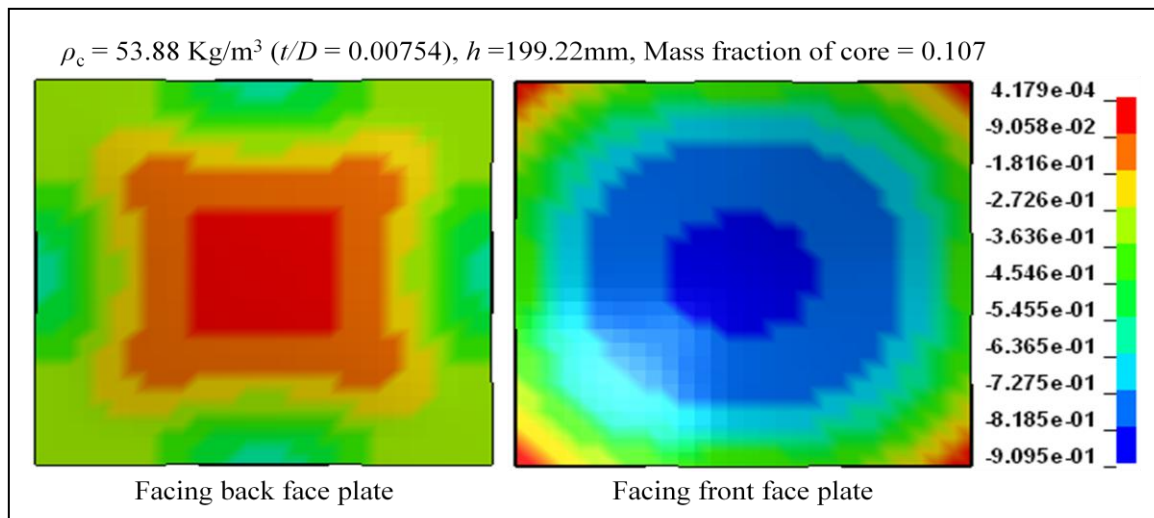 ρc = 53.88 Kg/m³ (t/D = 0.00754), h =199.22mm, Mass fraction of core = 0.107
4.179e-04
-9.058e-02
-1.816e-01
-2.726e-01
-3.636e-01
-4.546e-01
-5.455e-01
-6.365e-01
-7.275e-01
-8.185e-01
-9.095e-01
Facing back face plate
Facing front face plate